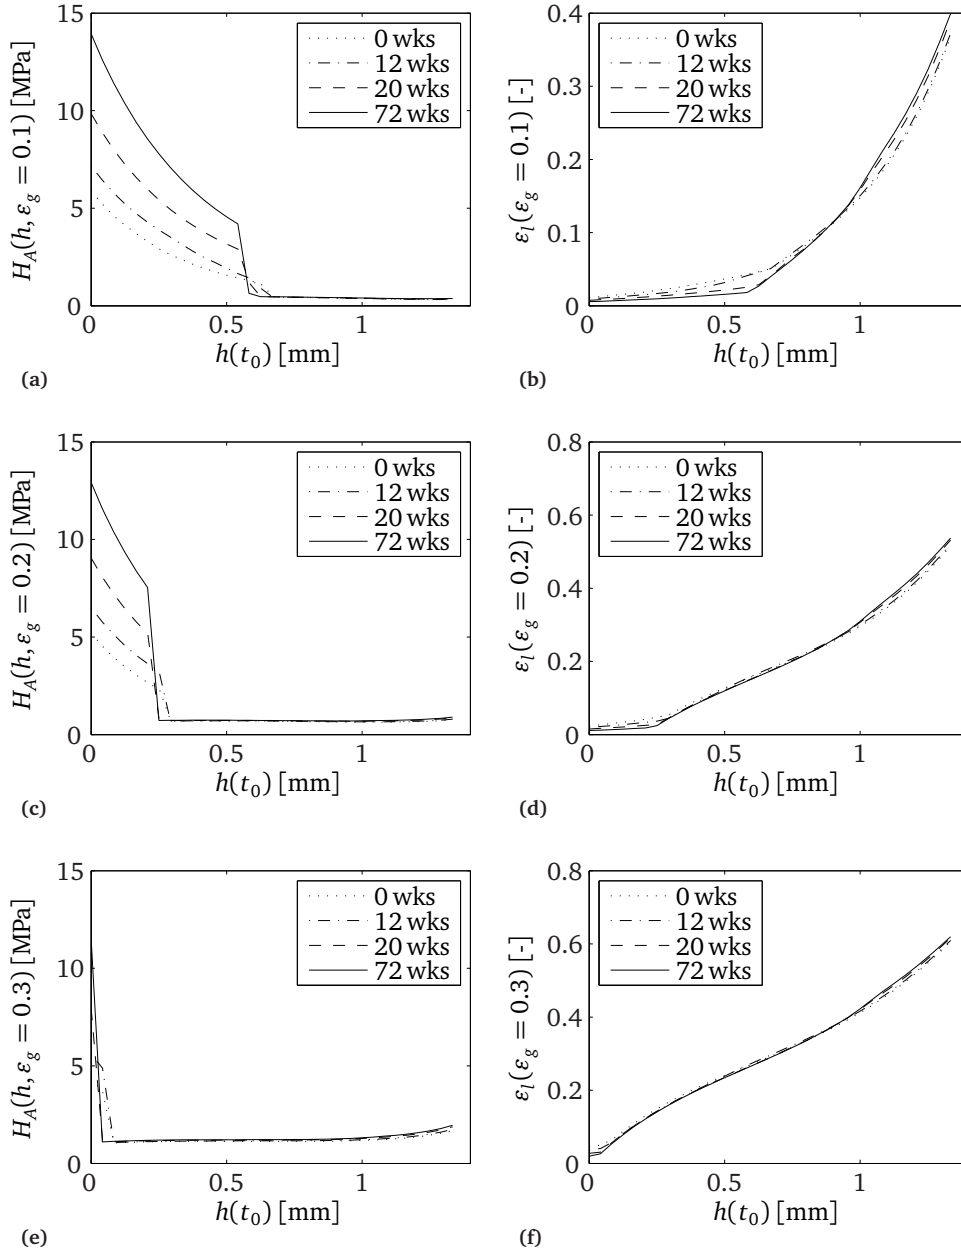 15
10
5
0
H_A(h, ε_g = 0.1) [MPa]
0 wks
12 wks
20 wks
72 wks
0 0.5 1
h(t_0) [mm]
(a)
0.4
0.3
0.2
0.1
0
ε_l(ε_g = 0.1) [-]
0 wks
12 wks
20 wks
72 wks
0 0.5 1
h(t_0) [mm]
(b)
15
10
5
0
H_A(h, ε_g = 0.2) [MPa]
0 wks
12 wks
20 wks
72 wks
0 0.5 1
h(t_0) [mm]
(c)
0.8
0.6
0.4
0.2
0
ε_l(ε_g = 0.2) [-]
0 wks
12 wks
20 wks
72 wks
0 0.5 1
h(t_0) [mm]
(d)
15
10
5
0
H_A(h, ε_g = 0.3) [MPa]
0 wks
12 wks
20 wks
72 wks
0 0.5 1
h(t_0) [mm]
(e)
0.8
0.6
0.4
0.2
0
ε_l(ε_g = 0.3) [-]
0 wks
12 wks
20 wks
72 wks
0 0.5 1
h(t_0) [mm]
(f)